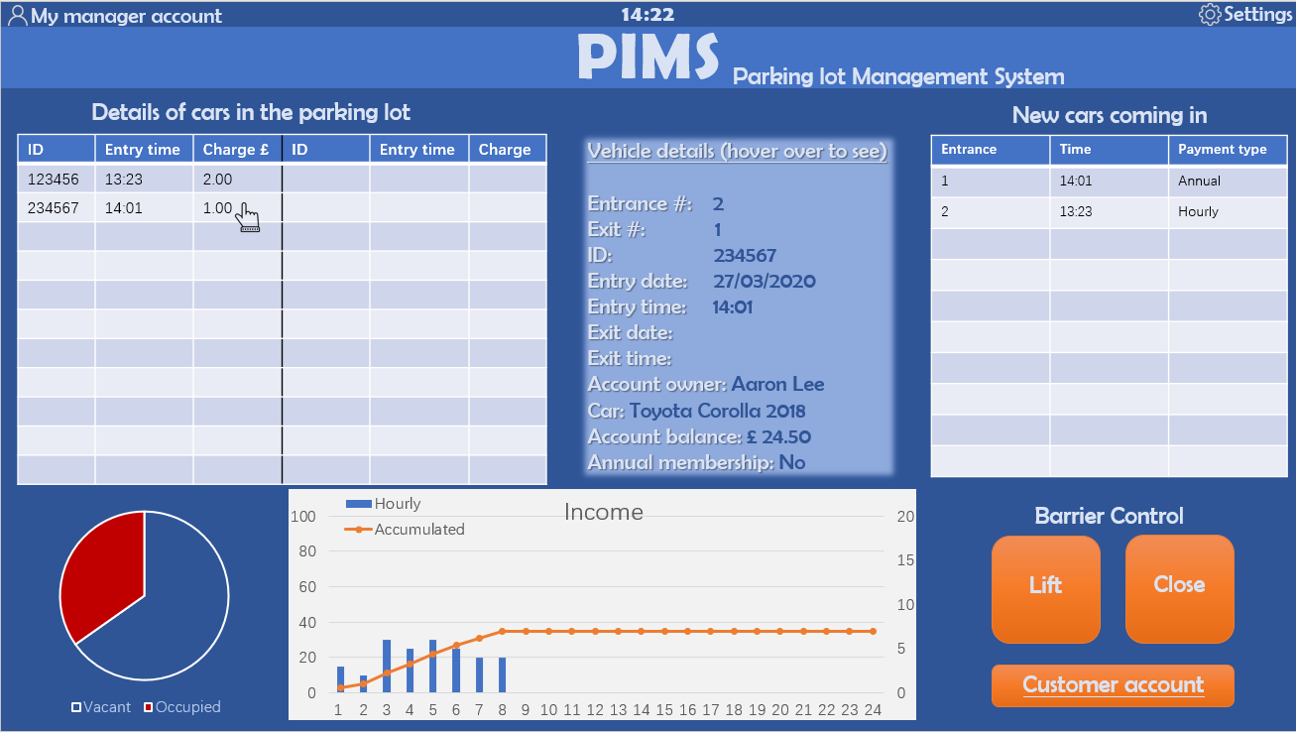 My manager account
14:22
Settings
PIMS
Parking lot Management System
Details of cars in the parking lot
ID Entry time Charge £ ID Entry time Charge
123456 13:23 2.00
234567 14:01 1.00
Vehicle details (hover over to see)
Entrance #: 2
Exit #: 1
ID: 234567
Entry date: 27/03/2020
Entry time: 14:01
Exit date:
Exit time:
Account owner: Aaron Lee
Car: Toyota Corolla 2018
Account balance: £ 24.50
Annual membership: No
New cars coming in
Entrance Time Payment type
1 14:01 Annual
2 13:23 Hourly
Vacant Occupied
Income
Hourly
Accumulated
100 20
80 15
60 10
40 5
20 0
0
1 2 3 4 5 6 7 8 9 10 11 12 13 14 15 16 17 18 19 20 21 22 23 24
Barrier Control
Lift Close
Customer account